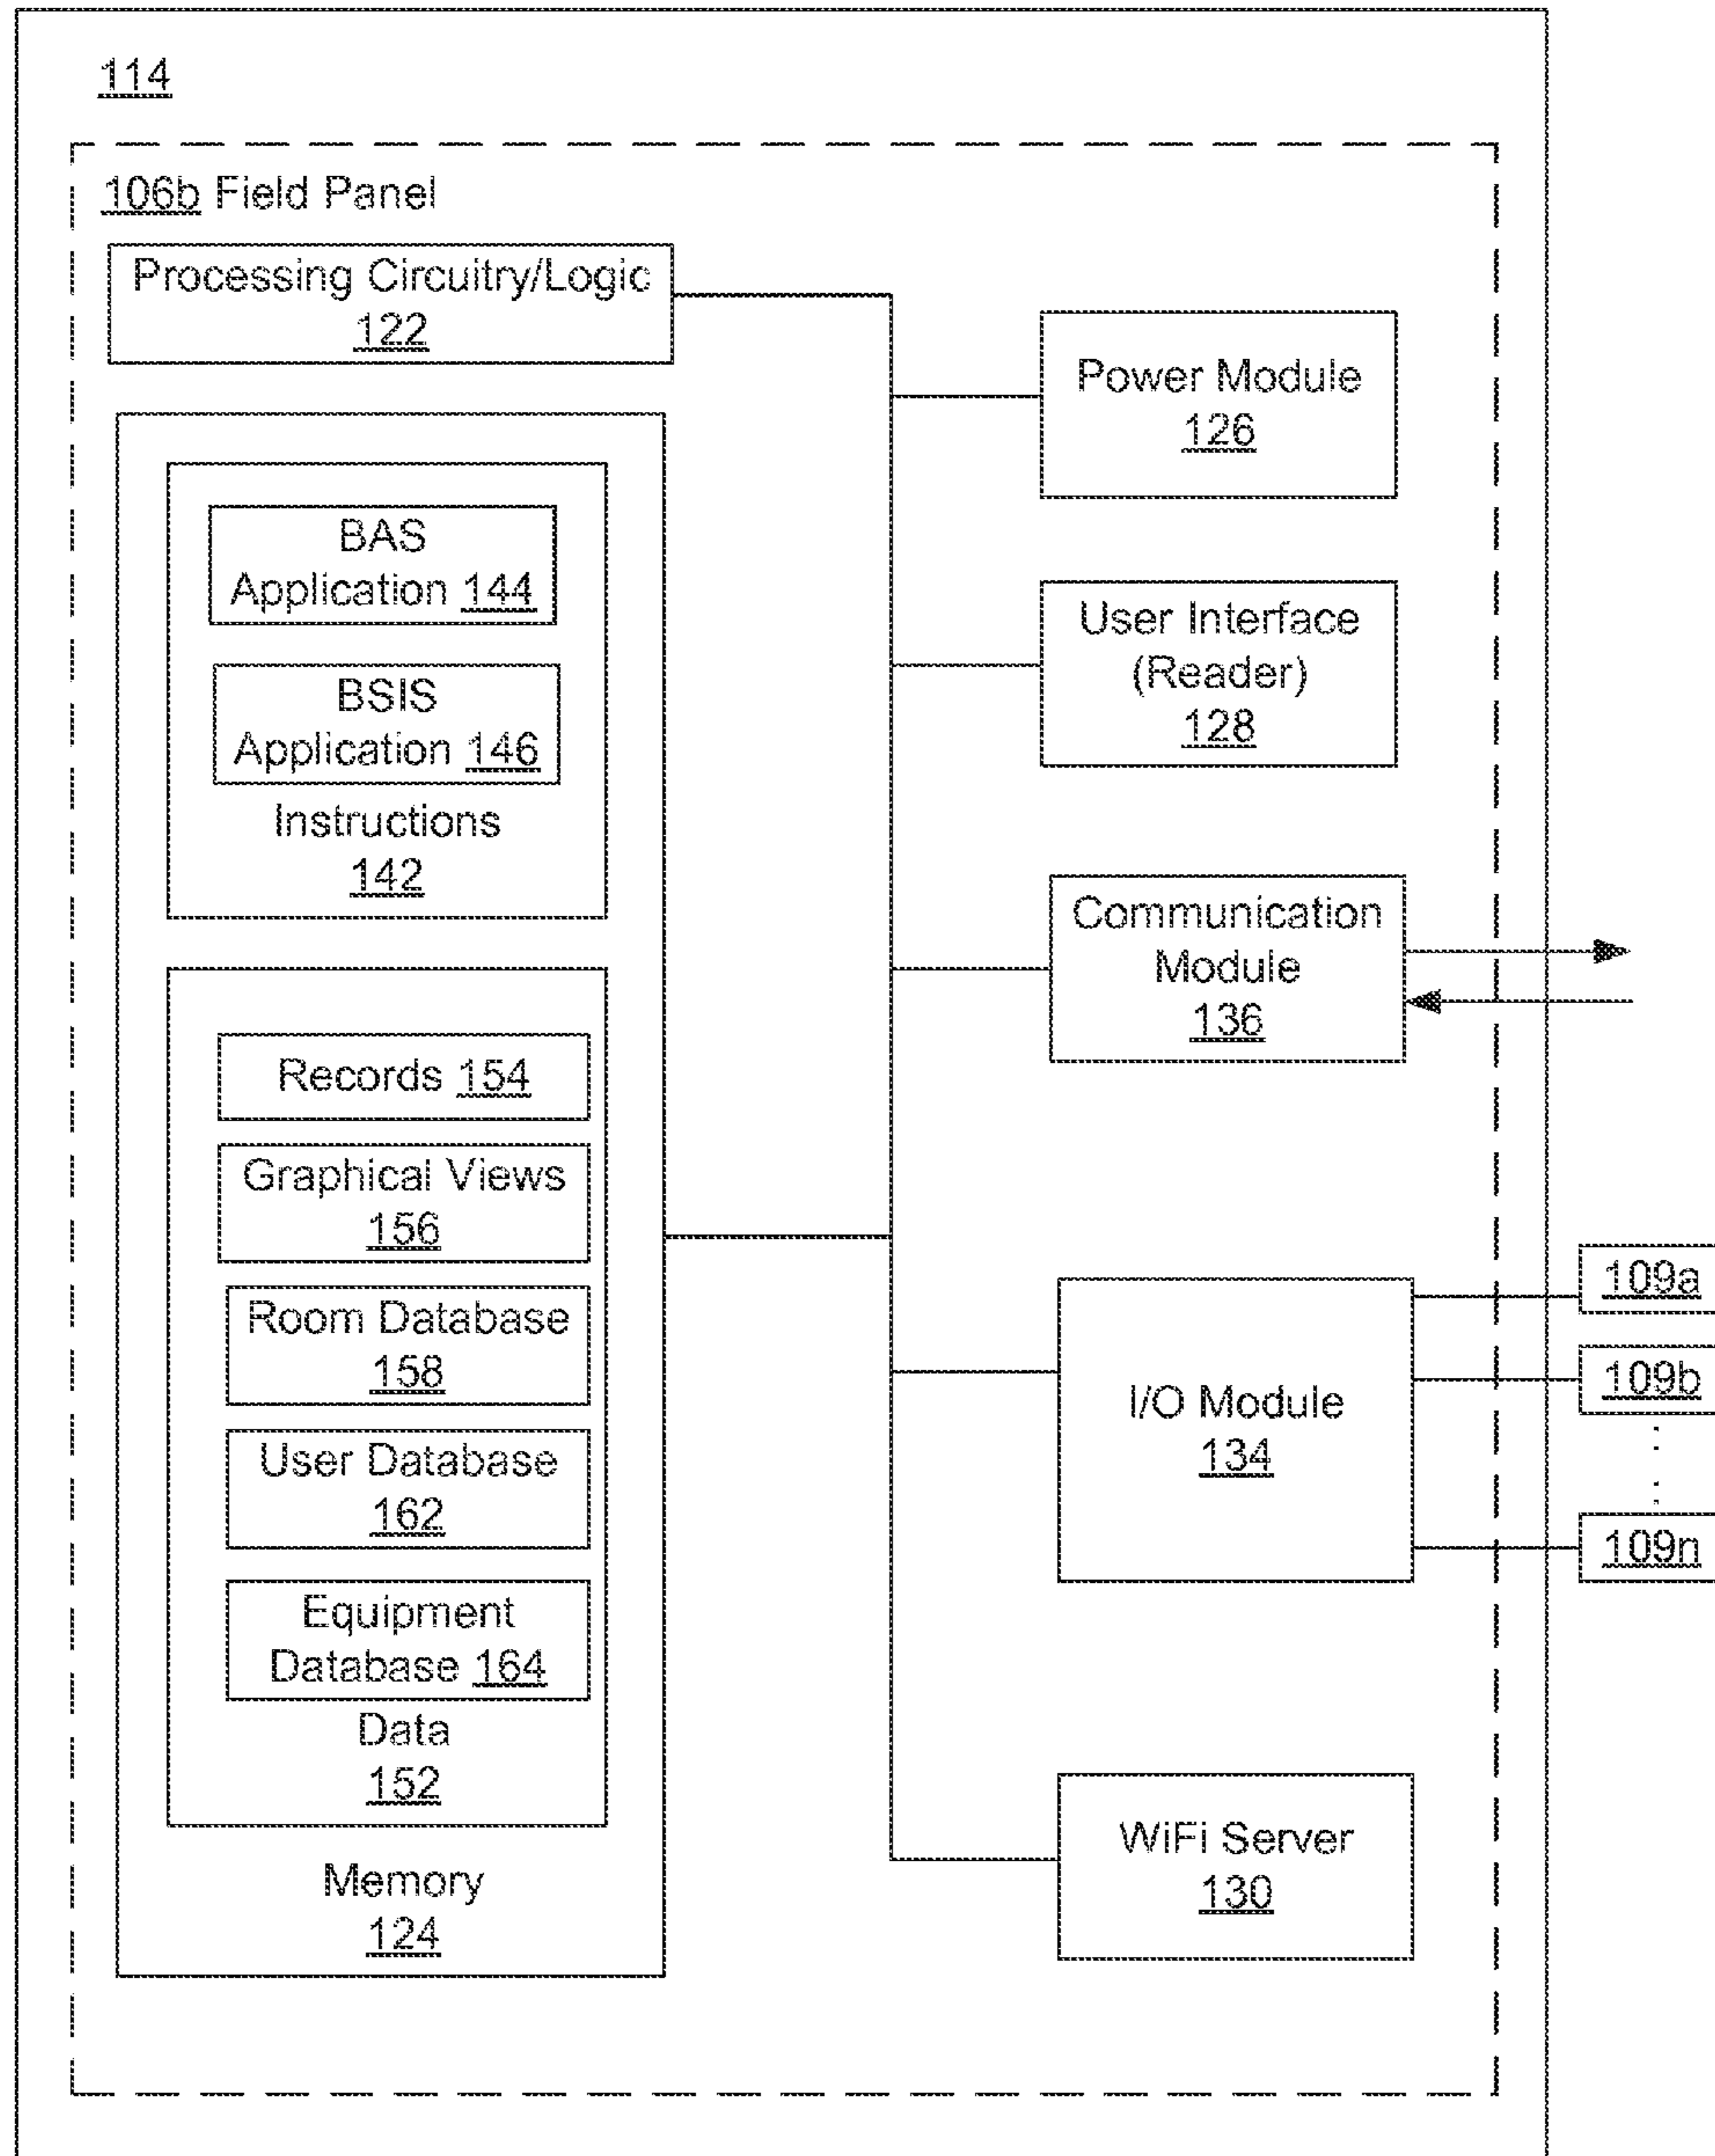 114
106b Field Panel
Processing Circuitry/Logic
122
BAS
Application 144
BSIS
Application 146
Instructions
142
Records 154
Graphical Views
156
Room Database
158
User Database
162
Equipment
Database 164
Data
152
Memory
124
Power Module
126
User Interface
(Reader)
128
Communication
Module
136
I/O Module
134
WiFi Server
130
109a
109b
109n